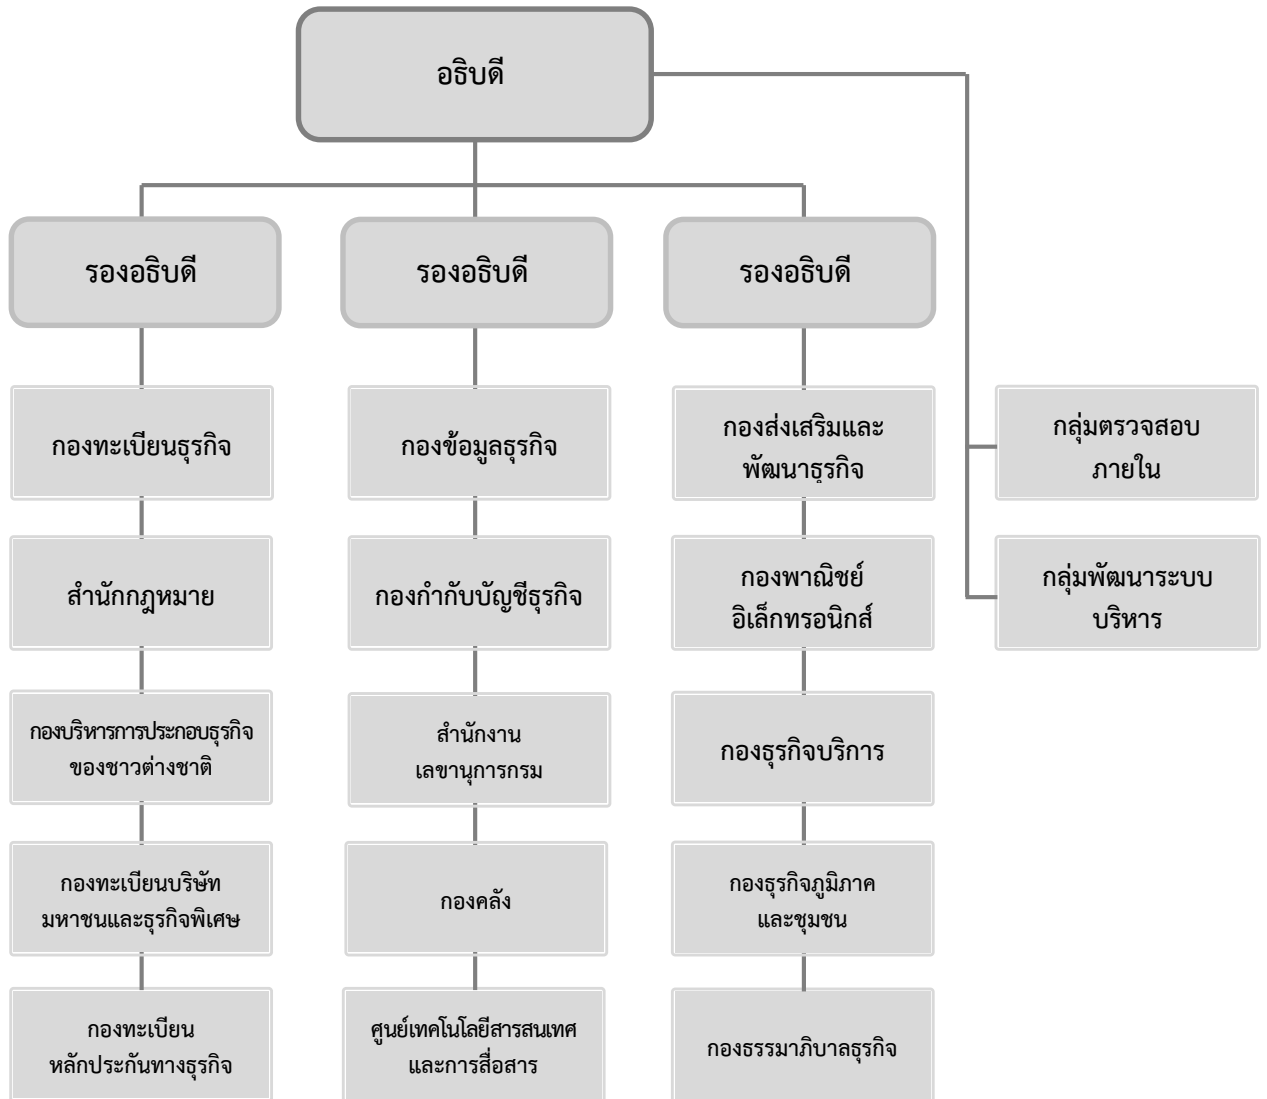 อธิบดี
รองอธิบดี
รองอธิบดี
รองอธิบดี
กองทะเบียนธุรกิจ
กองข้อมูลธุรกิจ
กองส่งเสริมและ
พัฒนาธุรกิจ
กลุ่มตรวจสอบ
ภายใน
สำนักกฎหมาย
กองกำกับบัญชีธุรกิจ
กองพาณิชย์
อิเล็กทรอนิกส์
กลุ่มพัฒนาระบบ
บริหาร
กองบริหารการประกอบธุรกิจ
ของชาวต่างชาติ
สำนักงาน
เลขานุการกรม
กองธุรกิจบริการ
กองทะเบียนบริษัท
มหาชนและธุรกิจพิเศษ
กองคลัง
กองธุรกิจภูมิภาค
และชุมชน
กองทะเบียน
หลักประกันทางธุรกิจ
ศูนย์เทคโนโลยีสารสนเทศ
และการสื่อสาร
กองธรรมาภิบาลธุรกิจ